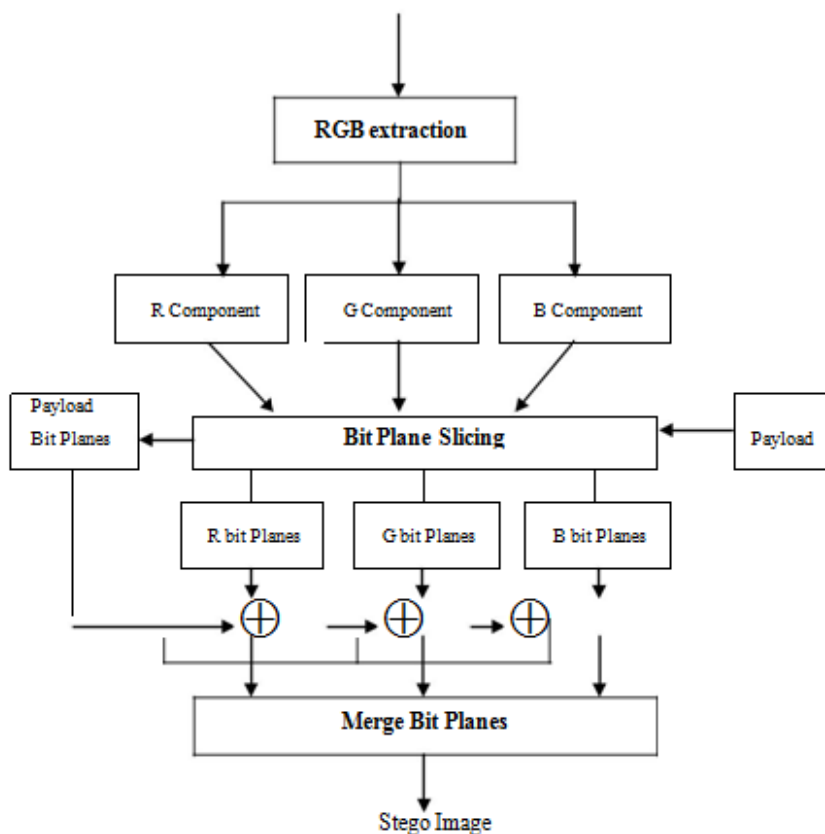 RGB extraction
R Component
G Component
B Component
Payload
Bit Planes
Bit Plane Slicing
Payload
R bit Planes
G bit Planes
B bit Planes
Merge Bit Planes
Stego Image